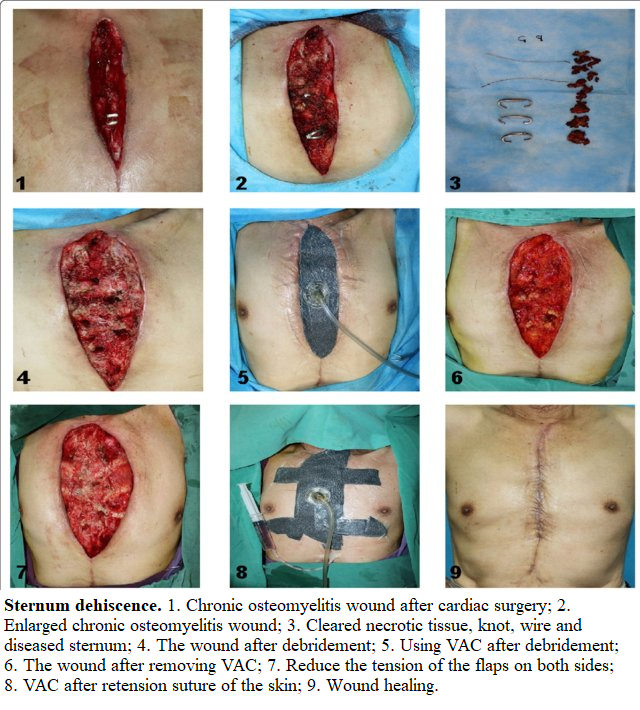 1
2
3
4
5
6
7
8
9
Sternum dehiscence. 1. Chronic osteomyelitis wound after cardiac surgery; 2.
Enlarged chronic osteomyelitis wound; 3. Cleared necrotic tissue, knot, wire and
diseased sternum; 4. The wound after debridement; 5. Using VAC after debridement;
6. The wound after removing VAC; 7. Reduce the tension of the flaps on both sides;
8. VAC after retension suture of the skin; 9. Wound healing.